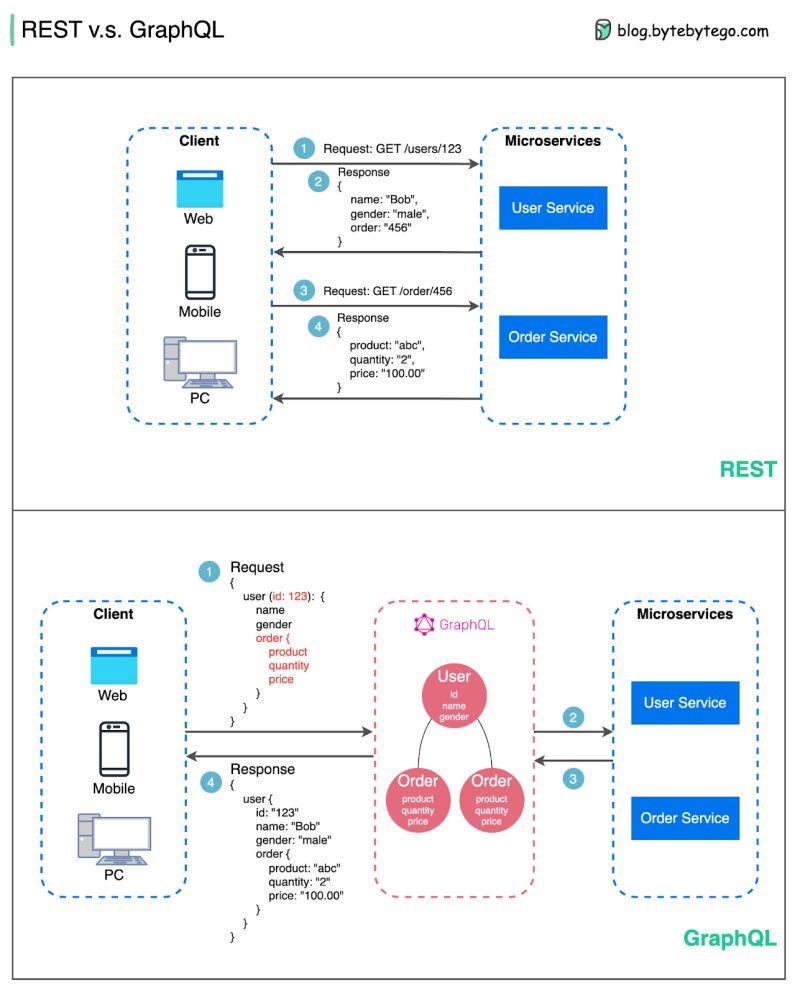 REST v.s. GraphQL
blog.bytebytego.com
Client
Web
Mobile
PC
1
Request: GET /users/123
2
Response
{
name: "Bob",
gender: "male",
order: "456"
}
3
Request: GET /order/456
4
Response
{
product: "abc",
quantity: "2",
price: "100.00"
}
Microservices
User Service
Order Service
REST
Client
Web
Mobile
PC
1
Request
{
user (id: 123): {
name
gender
order {
product
quantity
price
}
}
}
4
Response
{
user {
id: "123"
name: "Bob"
gender: "male"
order {
product: "abc"
quantity: "2"
price: "100.00"
}
}
}
GraphQL
User
id
name
gender
Order
product
quantity
price
Order
product
quantity
price
2
3
Microservices
User Service
Order Service
GraphQL